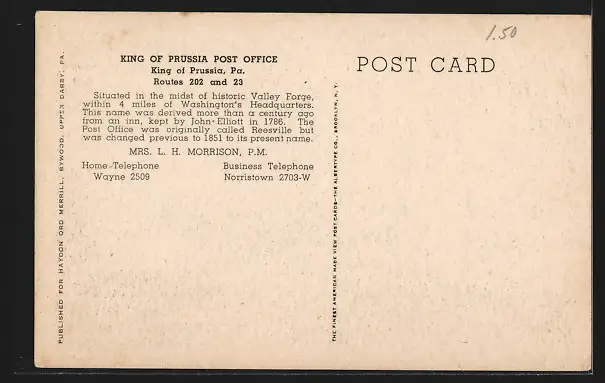 1.50
KING OF PRUSSIA POST OFFICE
King of Prussia, Pa.
Routes 202 and 23
Situated in the midst of historic Valley Forge,
within 4 miles of Washington's Headquarters.
This name was derived more than a century ago
from an inn, kept by John Elliott in 1786. The
Post Office was originally called Reesville but
was changed previous to 1851 to its present name.
MRS. L. H. MORRISON, P.M.
Home Telephone Business Telephone
Wayne 2509 Norristown 2703-W
POST CARD
PUBLISHED FOR HAYDON ORD MERRILL, BYWOOD, UPPER DARBY, PA.
THE FINEST AMERICAN MADE VIEW POST CARDS—THE ALBERTYPE CO., BROOKLYN, N. Y.